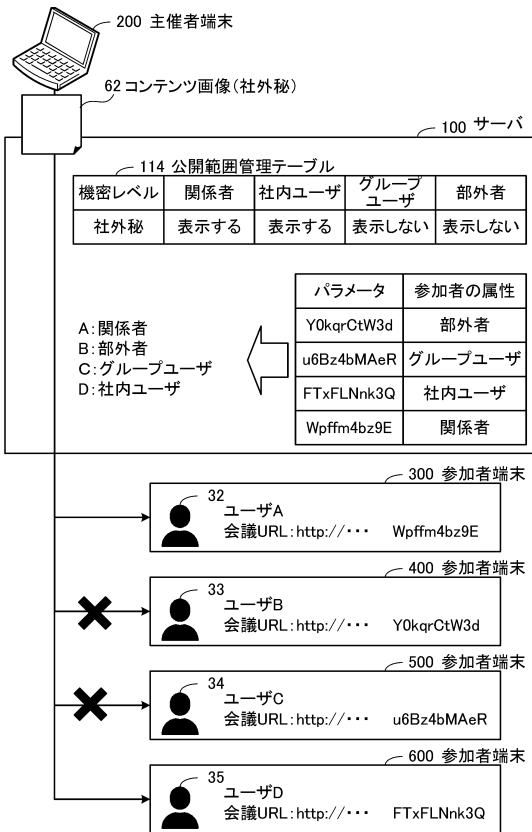 200 主催者端末
62 コンテンツ画像(社外秘)
100 サーバ
114 公開範囲管理テーブル
機密レベル 関係者 社内ユーザ グループユーザ 部外者
社外秘 表示する 表示する 表示しない 表示しない
パラメータ 参加者の属性
Y0kqrCtW3d 部外者
u6Bz4bMAeR グループユーザ
FTxFLNnk3Q 社内ユーザ
Wpffm4bz9E 関係者
A:関係者
B:部外者
C:グループユーザ
D:社内ユーザ
300 参加者端末
32
ユーザA
会議URL:http://・・・ Wpffm4bz9E
400 参加者端末
33
ユーザB
会議URL:http://・・・ Y0kqrCtW3d
500 参加者端末
34
ユーザC
会議URL:http://・・・ u6Bz4bMAeR
600 参加者端末
35
ユーザD
会議URL:http://・・・ FTxFLNnk3Q